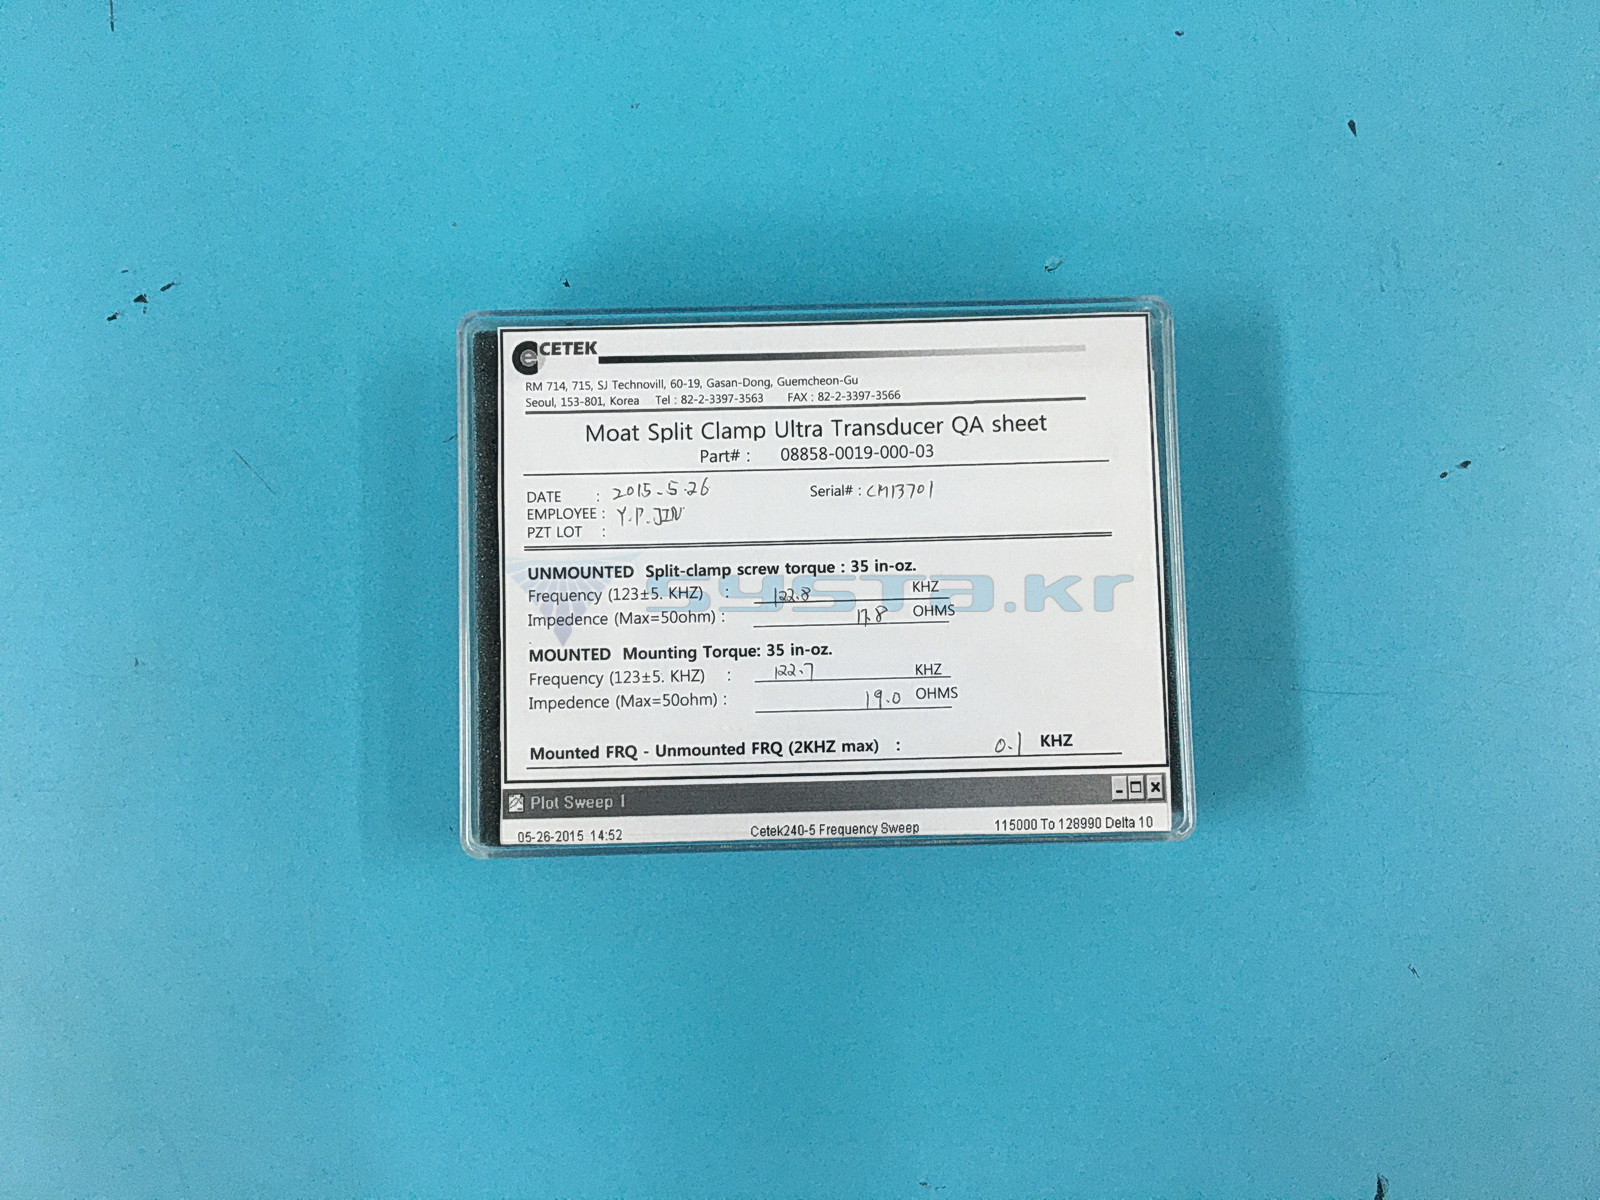 CETEK
RM 714, 715, SJ Technovill, 60-19, Gasan-Dong, Guemcheon-Gu
Seoul, 153-801, Korea Tel : 82-2-3397-3563 FAX : 82-2-3397-3566
Moat Split Clamp Ultra Transducer QA sheet
Part# : 08858-0019-000-03
DATE : 2015-5-26 Serial# : CM13701
EMPLOYEE : Y.P.JIN
PZT LOT :
UNMOUNTED Split-clamp screw torque : 35 in-oz.
systa.kr
Frequency (123±5. KHZ) : 122.8 KHZ
Impedence (Max=50ohm) : 17.8 OHMS
MOUNTED Mounting Torque: 35 in-oz.
Frequency (123±5. KHZ) : 122.7 KHZ
Impedence (Max=50ohm) : 19.0 OHMS
Mounted FRQ - Unmounted FRQ (2KHZ max) : 0.1 KHZ
Plot Sweep 1
05-26-2015 14:52 Cetek240-5 Frequency Sweep 115000 To 128990 Delta 10